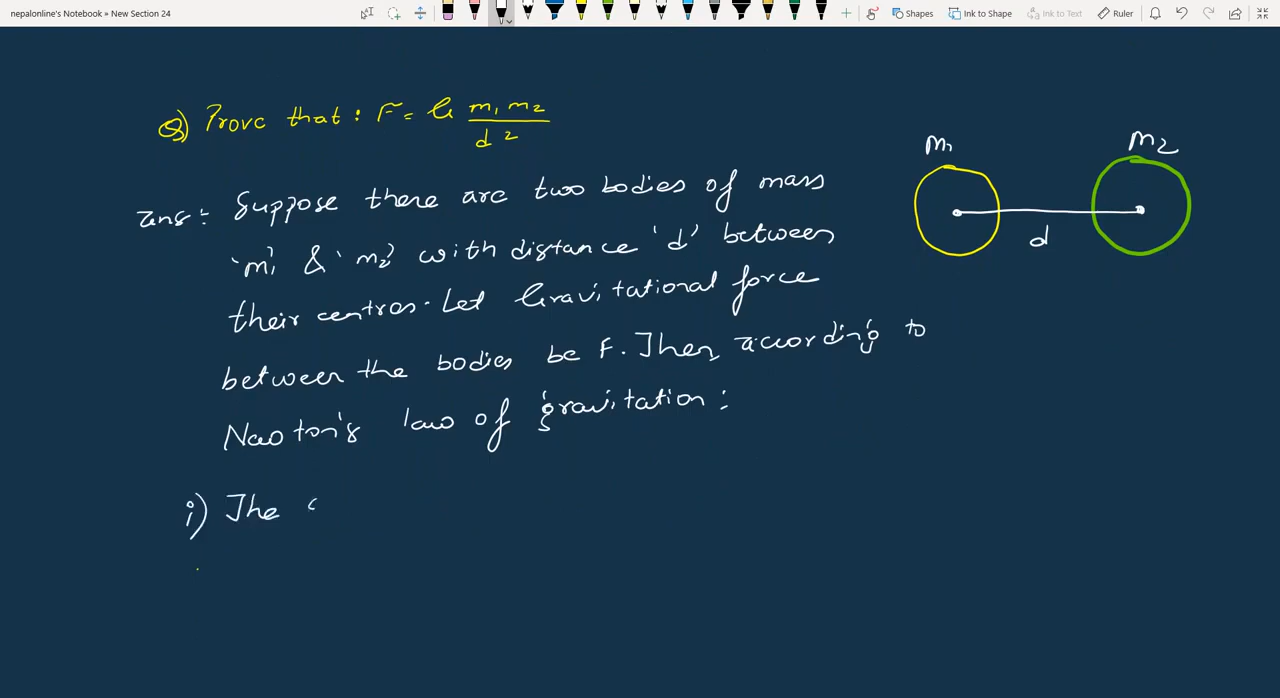 nepalonline's Notebook » New Section 24
Shapes Ink to Shape Ink to Text Ruler
Q) Prove that : F = G m1 m2 / d2
m1 m2
d
ans : Suppose there are two bodies of mass
'm1' & 'm2' with distance 'd' between
their centres. Let Gravitational force
between the bodies be F. Then, according to
Newton's law of gravitation :
i) The